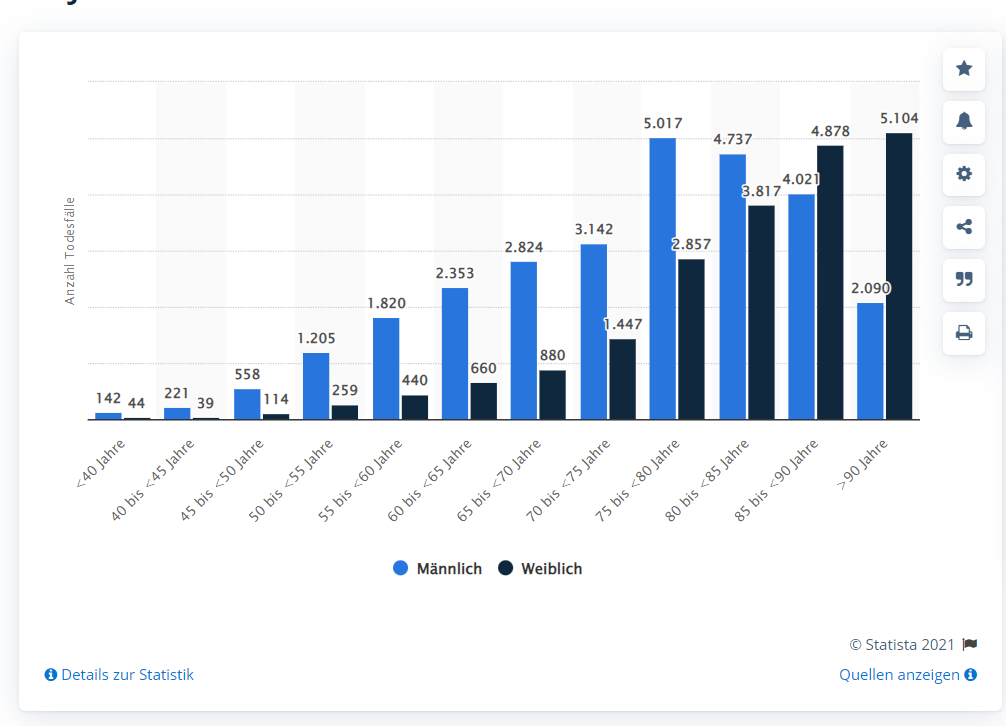 Anzahl Todesfälle
142 44
221 39
558 114
1.205 259
1.820 440
2.353 660
2.824 880
3.142 1.447
5.017 2.857
4.737 3.817
4.021 4.878
2.090 5.104
<40 Jahre
40 bis <45 Jahre
45 bis <50 Jahre
50 bis <55 Jahre
55 bis <60 Jahre
60 bis <65 Jahre
65 bis <70 Jahre
70 bis <75 Jahre
75 bis <80 Jahre
80 bis <85 Jahre
85 bis <90 Jahre
>90 Jahre
Männlich Weiblich
© Statista 2021
Details zur Statistik
Quellen anzeigen